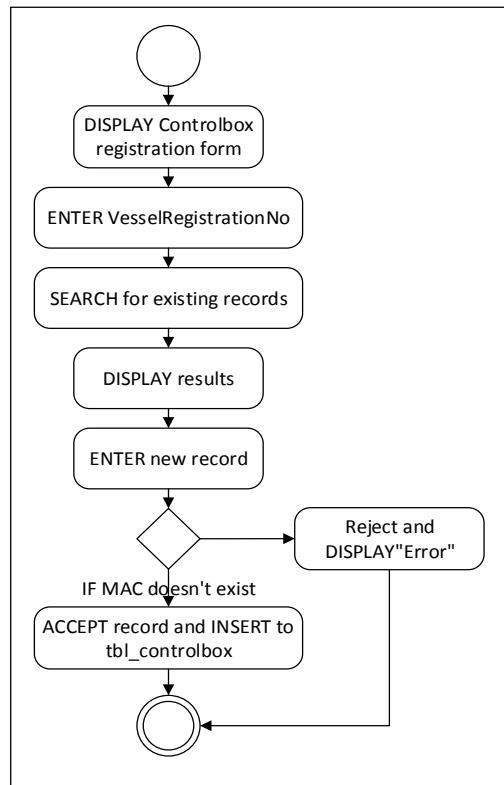 DISPLAY Controlbox
registration form
ENTER VesselRegistrationNo
SEARCH for existing records
DISPLAY results
ENTER new record
Reject and
DISPLAY"Error"
IF MAC doesn't exist
ACCEPT record and INSERT to
tbl_controlbox